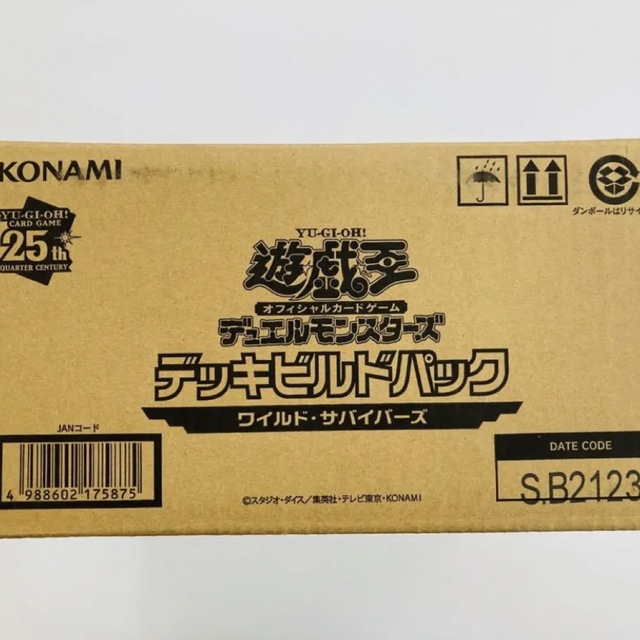 KONAMI
YU-GI-OH!
CARD GAME
25th
QUARTER CENTURY
ダンボールはリサイ
YU-GI-OH!
遊戯王
オフィシャルカードゲーム
デュエルモンスターズ
デッキビルドパック
ワイルド・サバイバーズ
JANコード
4 988602 175875
©スタジオ・ダイス/集英社・テレビ東京・KONAMI
DATE CODE
S.B2123